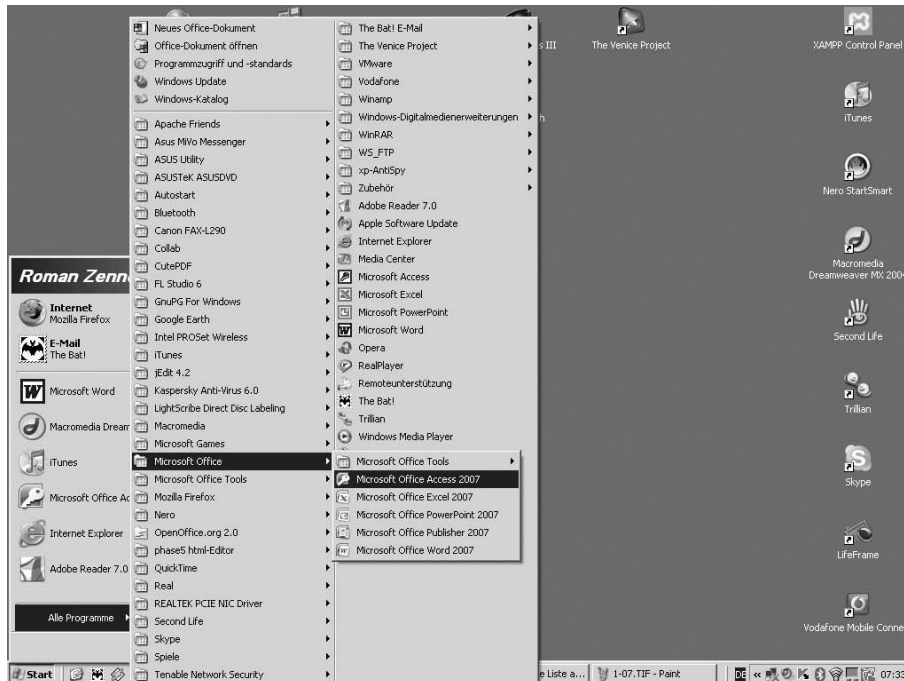 Neues Office-Dokument
Office-Dokument öffnen
Programmzugriff und -standards
Windows Update
Windows-Katalog
Apache Friends
Asus MiVo Messenger
ASUS Utility
ASUSTeK ASUSDVD
Autostart
Bluetooth
Canon FAX-L290
Collab
CutePDF
FL Studio 6
GnuPG For Windows
Google Earth
Intel PROSet Wireless
iTunes
jEdit 4.2
Kaspersky Anti-Virus 6.0
LightScribe Direct Disc Labeling
Macromedia
Microsoft Games
Microsoft Office
Microsoft Office Tools
Mozilla Firefox
Nero
OpenOffice.org 2.0
phase5 html-Editor
QuickTime
Real
REALTEK PCIE NIC Driver
Second Life
Skype
Spiele
Tenable Network Security
The Bat! E-Mail
The Venice Project
VMware
Vodafone
Winamp
Windows-Digitalmedienerweiterungen
WinRAR
WS_FTP
xp-AntiSpy
Zubehör
Adobe Reader 7.0
Apple Software Update
Internet Explorer
Media Center
Microsoft Access
Microsoft Excel
Microsoft PowerPoint
Microsoft Word
Opera
RealPlayer
Remoteunterstützung
The Bat!
Trillian
Windows Media Player
Microsoft Office Tools
Microsoft Office Access 2007
Microsoft Office Excel 2007
Microsoft Office PowerPoint 2007
Microsoft Office Publisher 2007
Microsoft Office Word 2007
Roman Zenn
Internet
Mozilla Firefox
E-Mail
The Bat!
Microsoft Word
Macromedia Dream
iTunes
Microsoft Office Ac
Internet Explorer
Adobe Reader 7.0
Alle Programme
s III
The Venice Project
h
XAMPP Control Panel
iTunes
Nero StartSmart
Macromedia
Dreamweaver MX 2004
Second Life
Trillian
Skype
LifeFrame
Vodafone Mobile Conne
Start
e Liste a...
1-07.TIF - Paint
DE
07:33